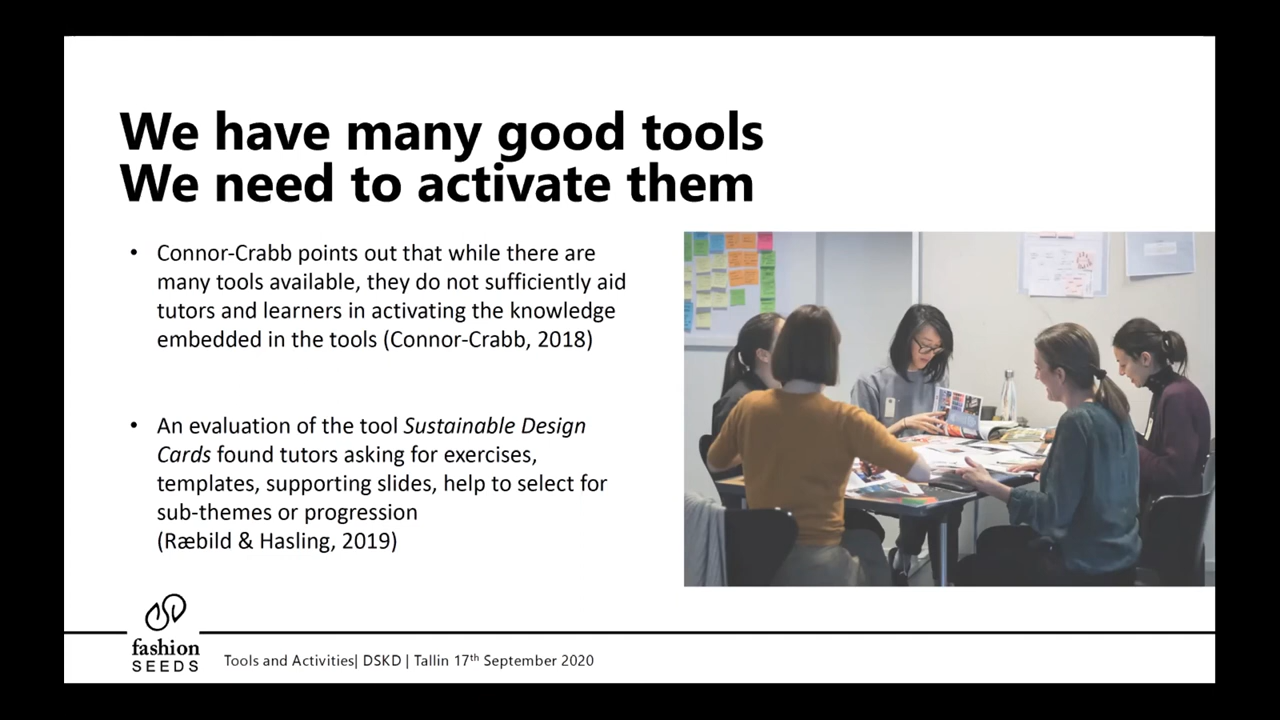 We have many good tools
We need to activate them
• Connor-Crabb points out that while there are
many tools available, they do not sufficiently aid
tutors and learners in activating the knowledge
embedded in the tools (Connor-Crabb, 2018)
• An evaluation of the tool Sustainable Design
Cards found tutors asking for exercises,
templates, supporting slides, help to select for
sub-themes or progression
(Ræbild & Hasling, 2019)
fashion
SEEDS
Tools and Activities| DSKD | Tallin 17th September 2020